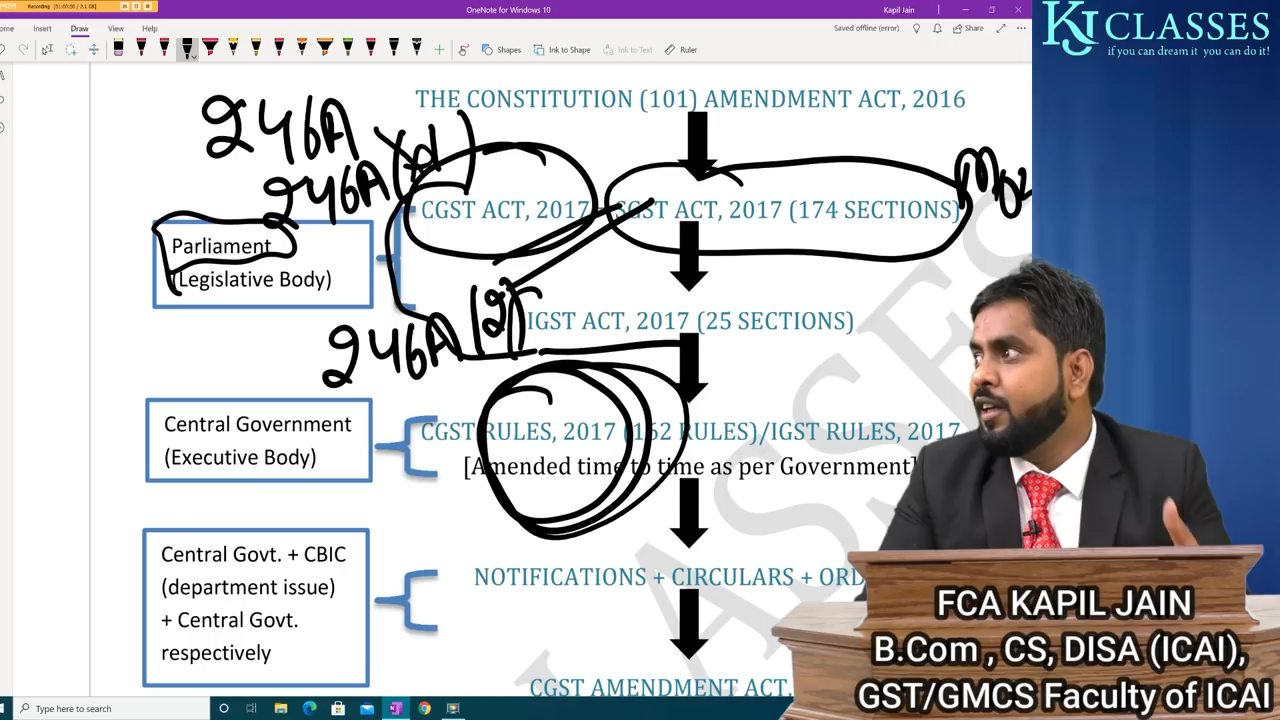 Recording
OneNote for Windows 10
Kapil Jain
Insert Draw View Help
Saved offline (error) Share
Shapes Ink to Shape Ink to Text Ruler
KJ CLASSES
if you can dream it you can do it!
THE CONSTITUTION (101) AMENDMENT ACT, 2016
246A
246A
CGST ACT, 2017 SGST ACT, 2017 (174 SECTIONS)
Parliament
(Legislative Body)
246A (2)
IGST ACT, 2017 (25 SECTIONS)
Central Government
(Executive Body)
CGST RULES, 2017 (162 RULES)/IGST RULES, 2017
[Amended time to time as per Government]
Central Govt. + CBIC
(department issue)
+ Central Govt.
respectively
NOTIFICATIONS + CIRCULARS + ORD
CGST AMENDMENT ACT,
FCA KAPIL JAIN
B.Com , CS, DISA (ICAI),
GST/GMCS Faculty of ICAI
Type here to search